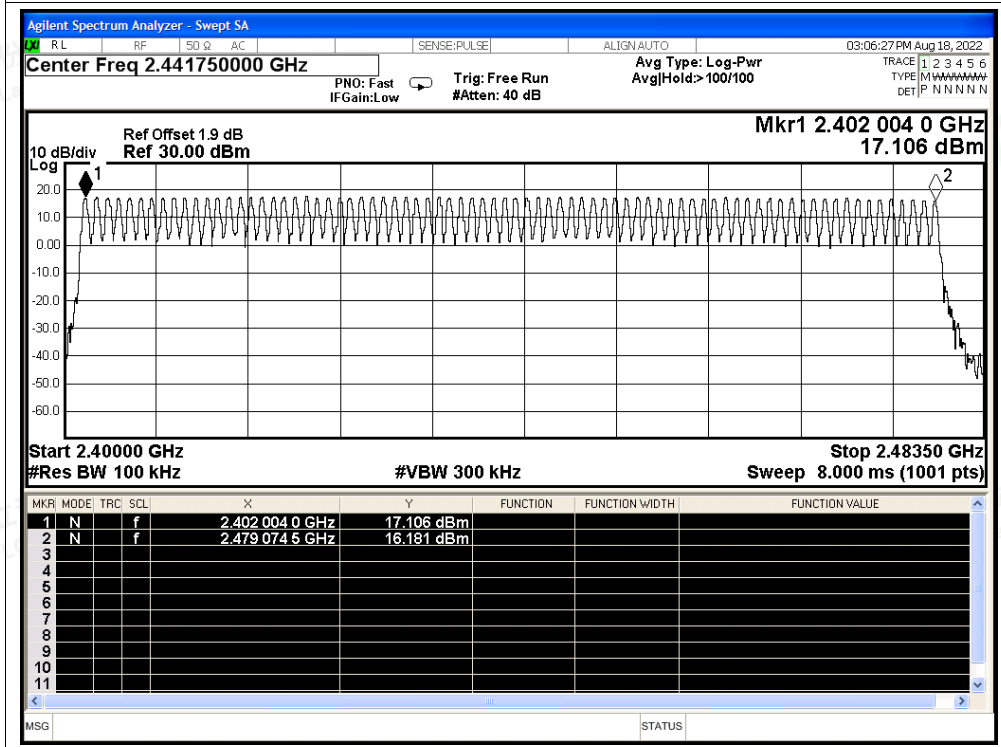 Agilent Spectrum Analyzer - Swept SA
LXI RL RF 50 Ω AC SENSE:PULSE ALIGN AUTO 03:06:27 PM Aug 18, 2022
Center Freq 2.441750000 GHz
PNO: Fast
IFGain:Low
Trig: Free Run
#Atten: 40 dB
Avg Type: Log-Pwr
Avg|Hold:>100/100
TRACE 1 2 3 4 5 6
TYPE M
DET P N N N N N
Ref Offset 1.9 dB
Ref 30.00 dBm
Mkr1 2.402 004 0 GHz
17.106 dBm
10 dB/div
Log
1
2
20.0
10.0
0.00
-10.0
-20.0
-30.0
-40.0
-50.0
-60.0
Start 2.40000 GHz
Stop 2.48350 GHz
#Res BW 100 kHz
#VBW 300 kHz
Sweep 8.000 ms (1001 pts)
MKR MODE TRC SCL X Y FUNCTION FUNCTION WIDTH FUNCTION VALUE
1 N f 2.402 004 0 GHz 17.106 dBm
2 N f 2.479 074 5 GHz 16.181 dBm
3
4
5
6
7
8
9
10
11
MSG STATUS